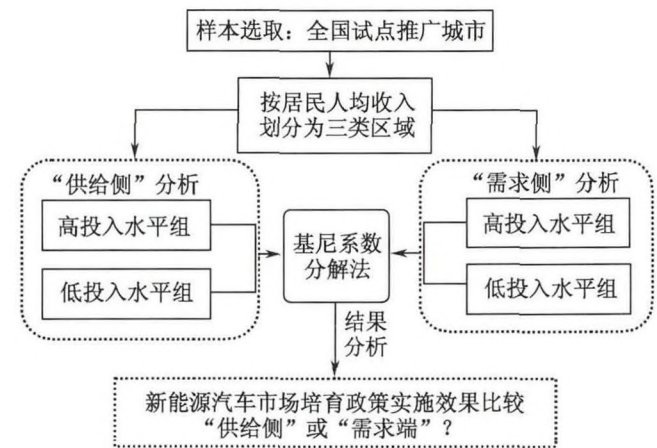 样本选取：全国试点推广城市
按居民人均收入
划分为三类区域
“供给侧”分析
高投入水平组
低投入水平组
基尼系数
分解法
“需求侧”分析
高投入水平组
低投入水平组
结果
分析
新能源汽车市场培育政策实施效果比较
“供给侧”或“需求端”？